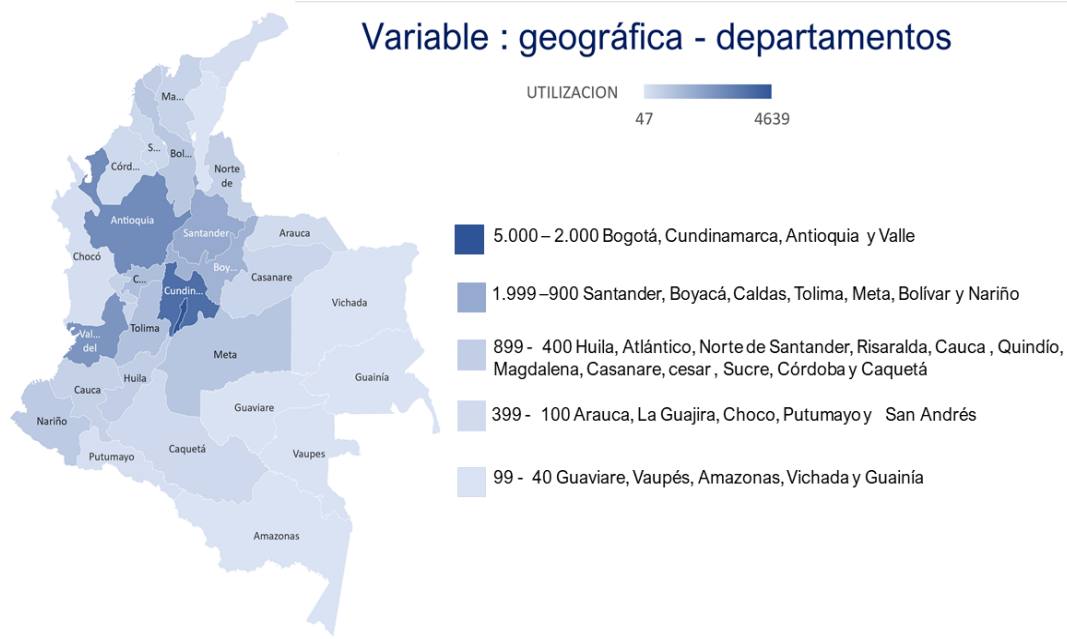 Variable : geográfica - departamentos
UTILIZACION
47 4639
Ma...
S...
Córd...
Bol...
Norte
de
Antioquia
Santander
Arauca
Boy...
Chocó
Casanare
C...
Cundin...
Vichada
Val...
del
Tolima
Meta
Guainía
Huila
Cauca
Guaviare
Nariño
Caquetá
Vaupes
Putumayo
Amazonas
5.000 – 2.000 Bogotá, Cundinamarca, Antioquia y Valle
1.999 –900 Santander, Boyacá, Caldas, Tolima, Meta, Bolívar y Nariño
899 - 400 Huila, Atlántico, Norte de Santander, Risaralda, Cauca , Quindío,
Magdalena, Casanare, cesar , Sucre, Córdoba y Caquetá
399 - 100 Arauca, La Guajira, Choco, Putumayo y San Andrés
99 - 40 Guaviare, Vaupés, Amazonas, Vichada y Guainía